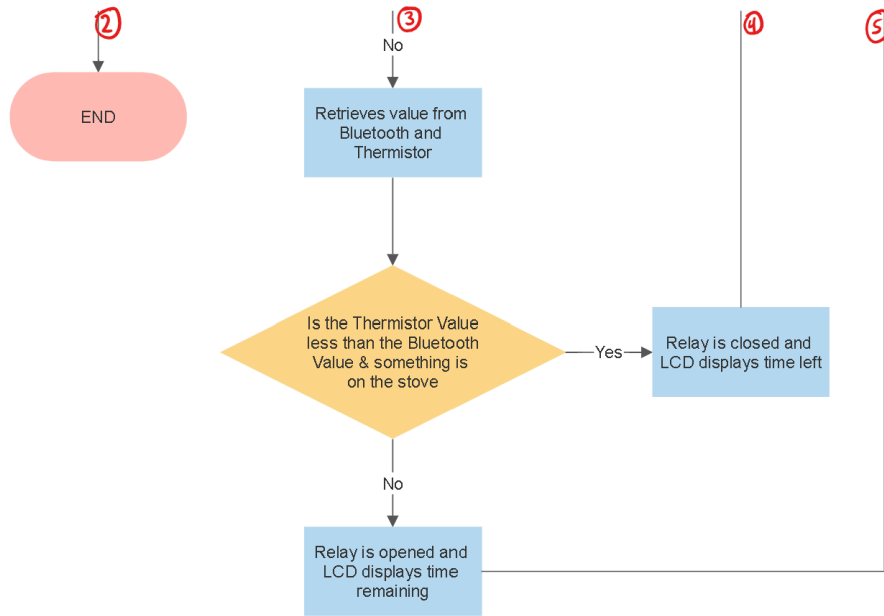 2
3
4
5
No
END
Retrieves value from
Bluetooth and
Thermistor
Is the Thermistor Value
less than the Bluetooth
Value & something is
on the stove
Yes
Relay is closed and
LCD displays time left
No
Relay is opened and
LCD displays time
remaining